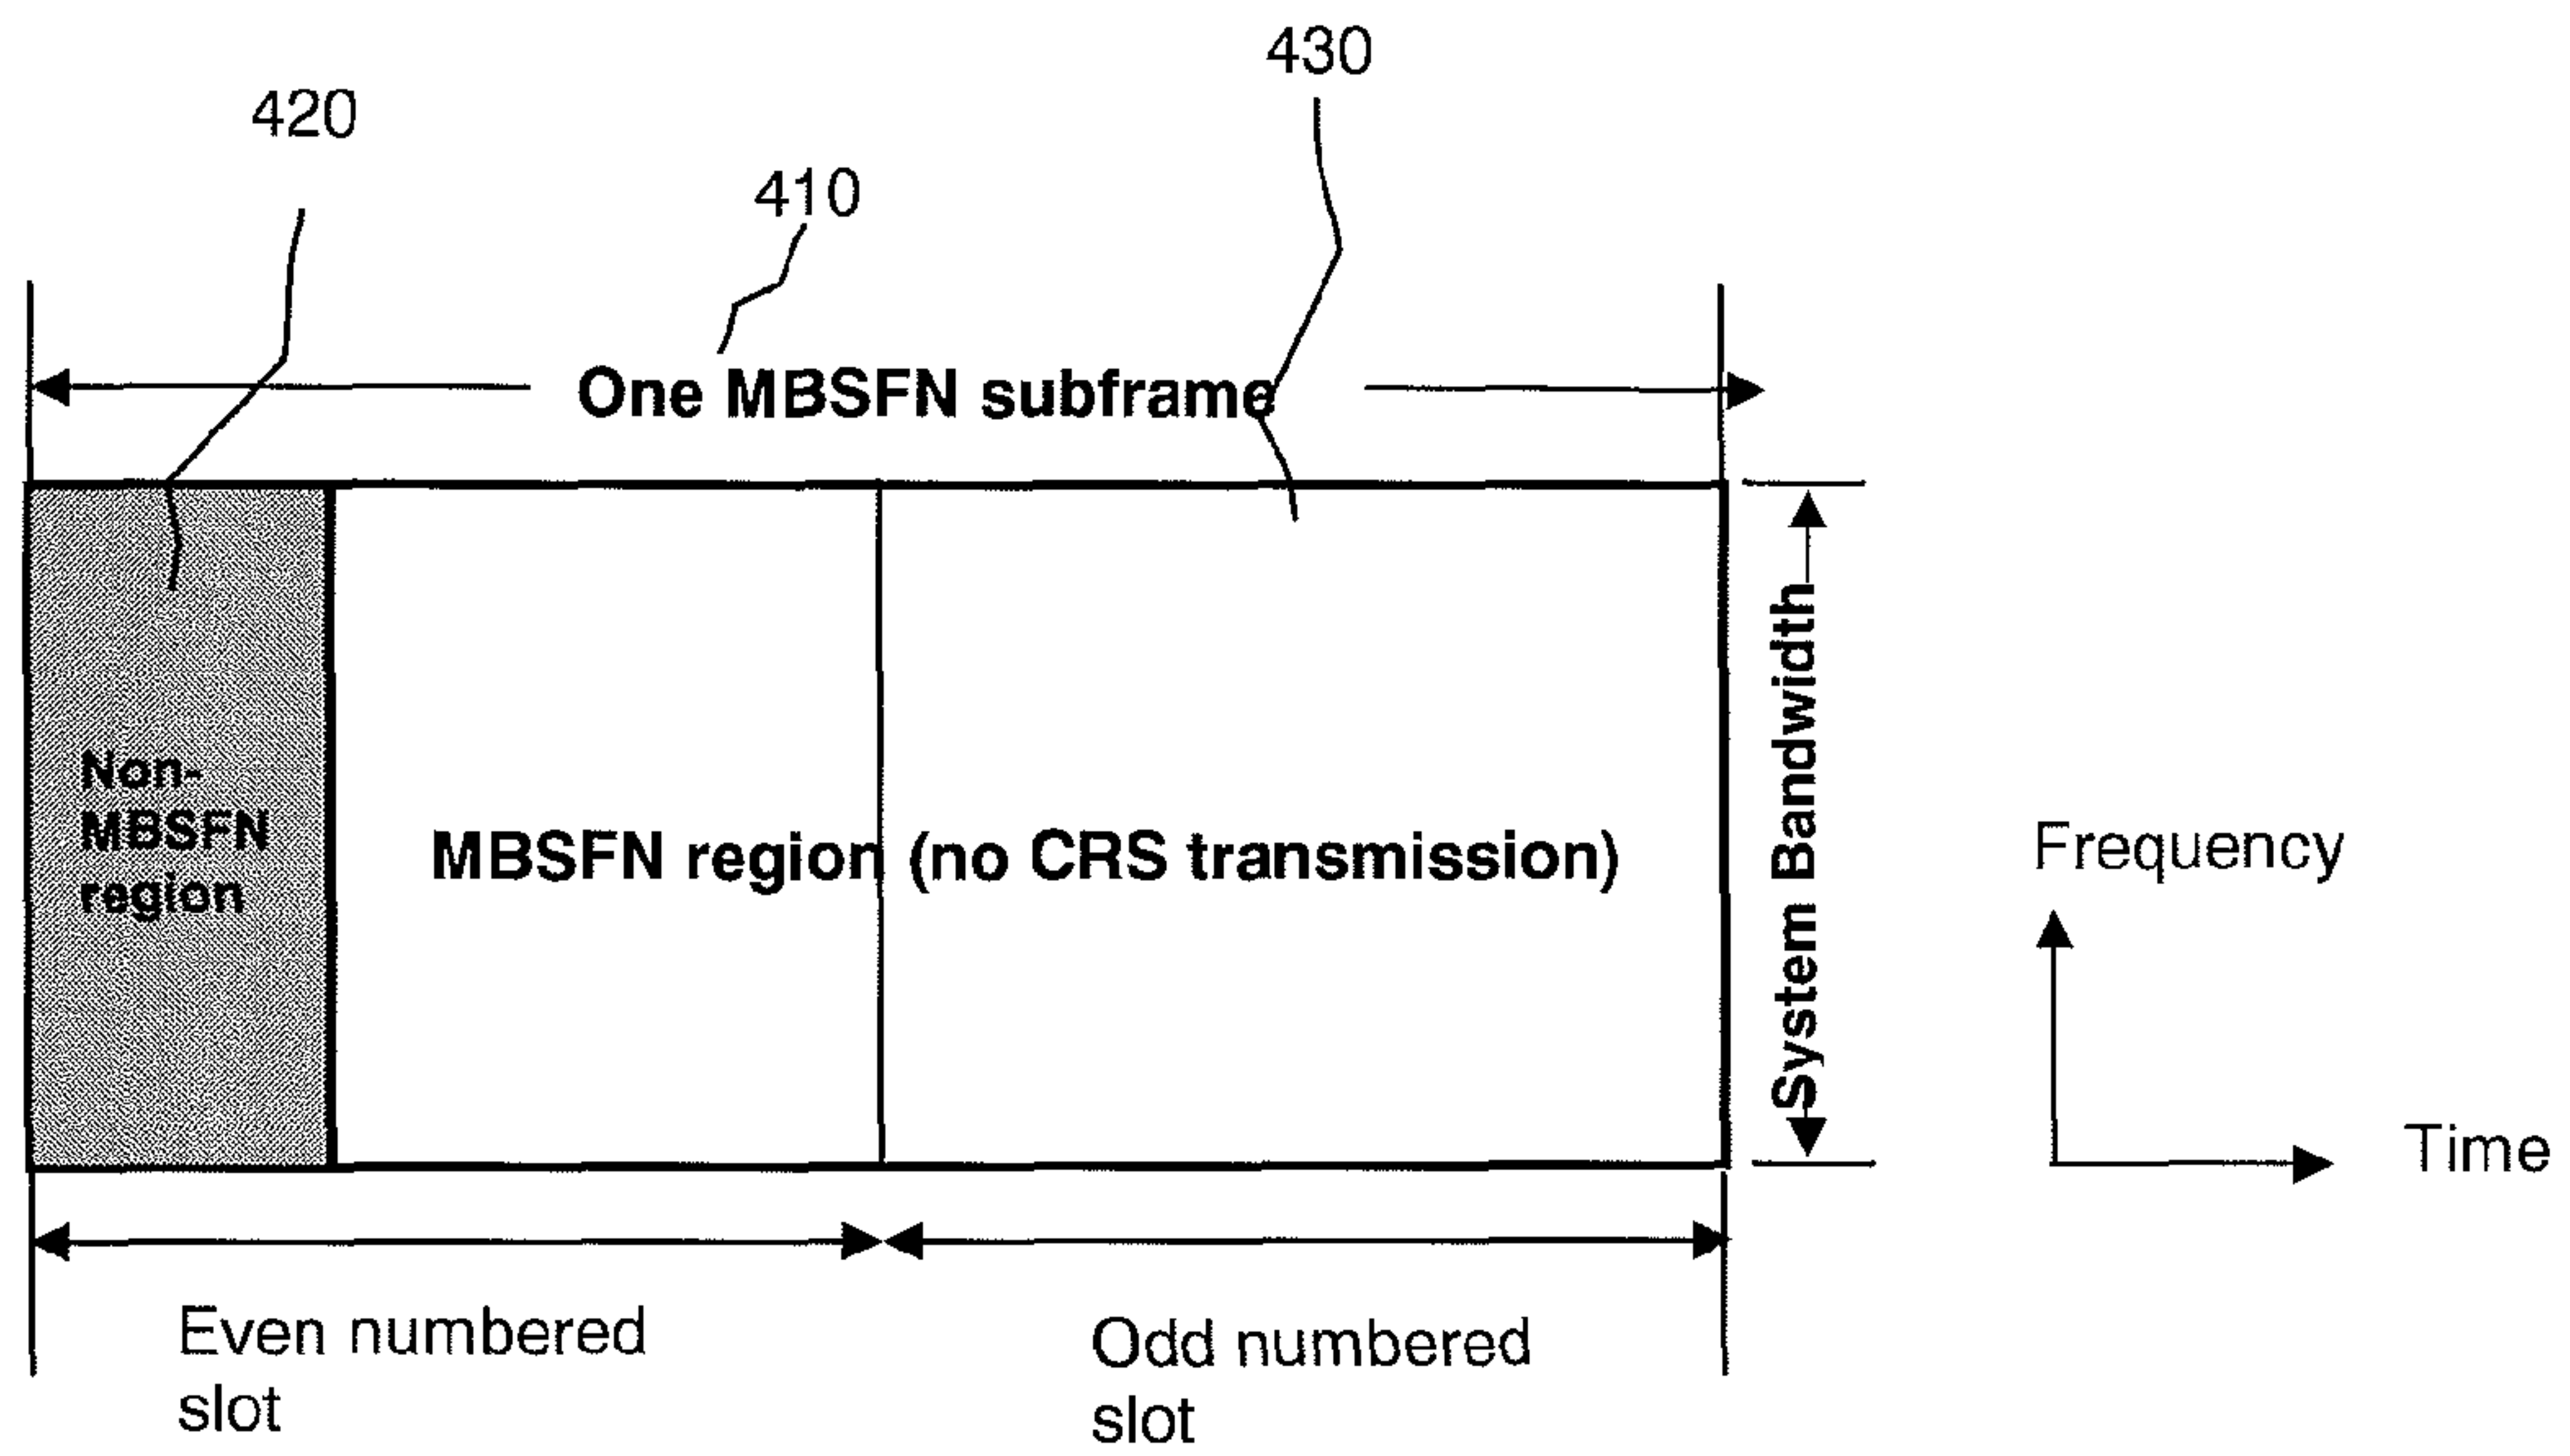 430
420
410
One MBSFN subframe
Non-
MBSFN
region
MBSFN region (no CRS transmission)
System Bandwidth
Frequency
Time
Even numbered
slot
Odd numbered
slot